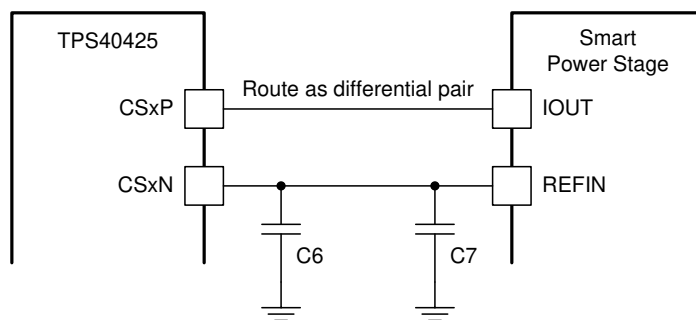 TPS40425
Smart
Power Stage
Route as differential pair
CSxP
IOUT
CSxN
REFIN
C6
C7